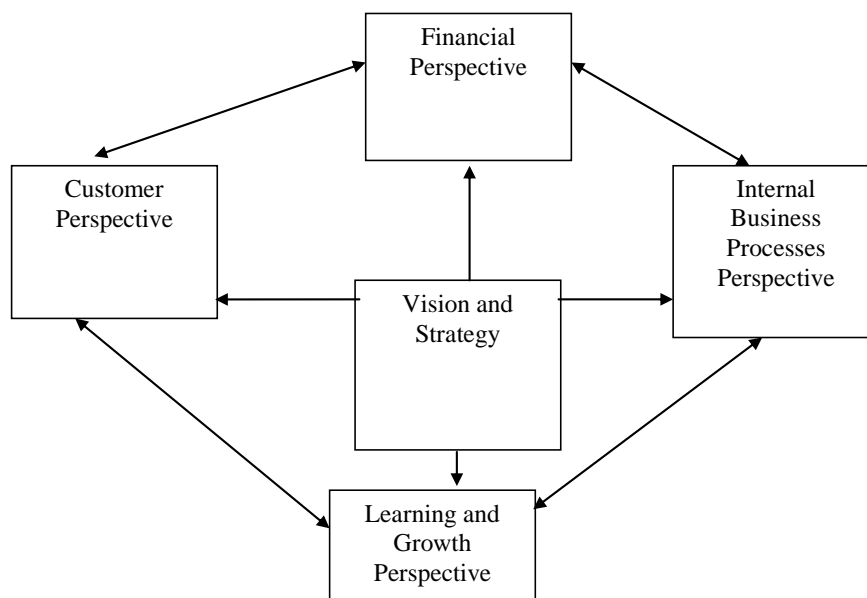 Financial
Perspective
Customer
Perspective
Internal
Business
Processes
Perspective
Vision and
Strategy
Learning and
Growth
Perspective